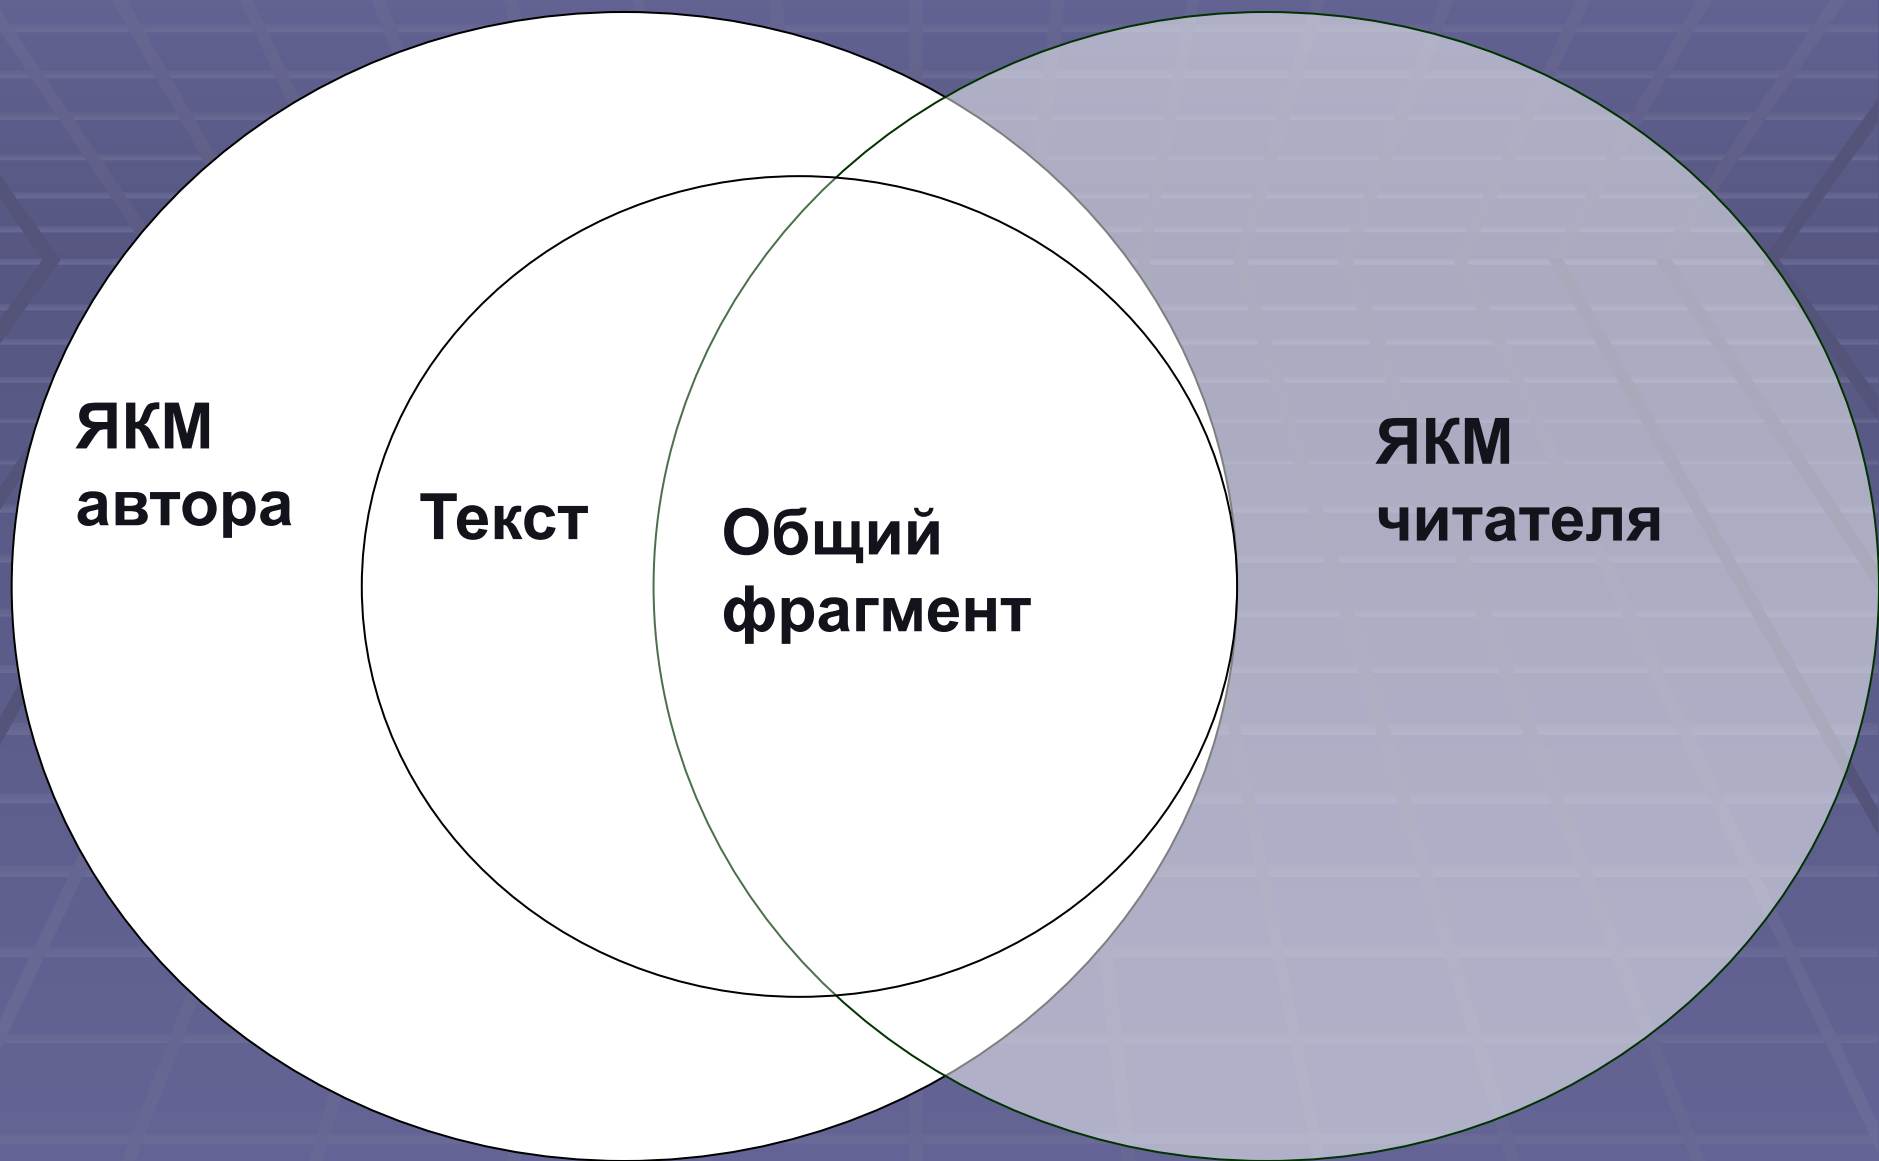 ЯКМ
автора
Текст
Общий
фрагмент
ЯКМ
читателя